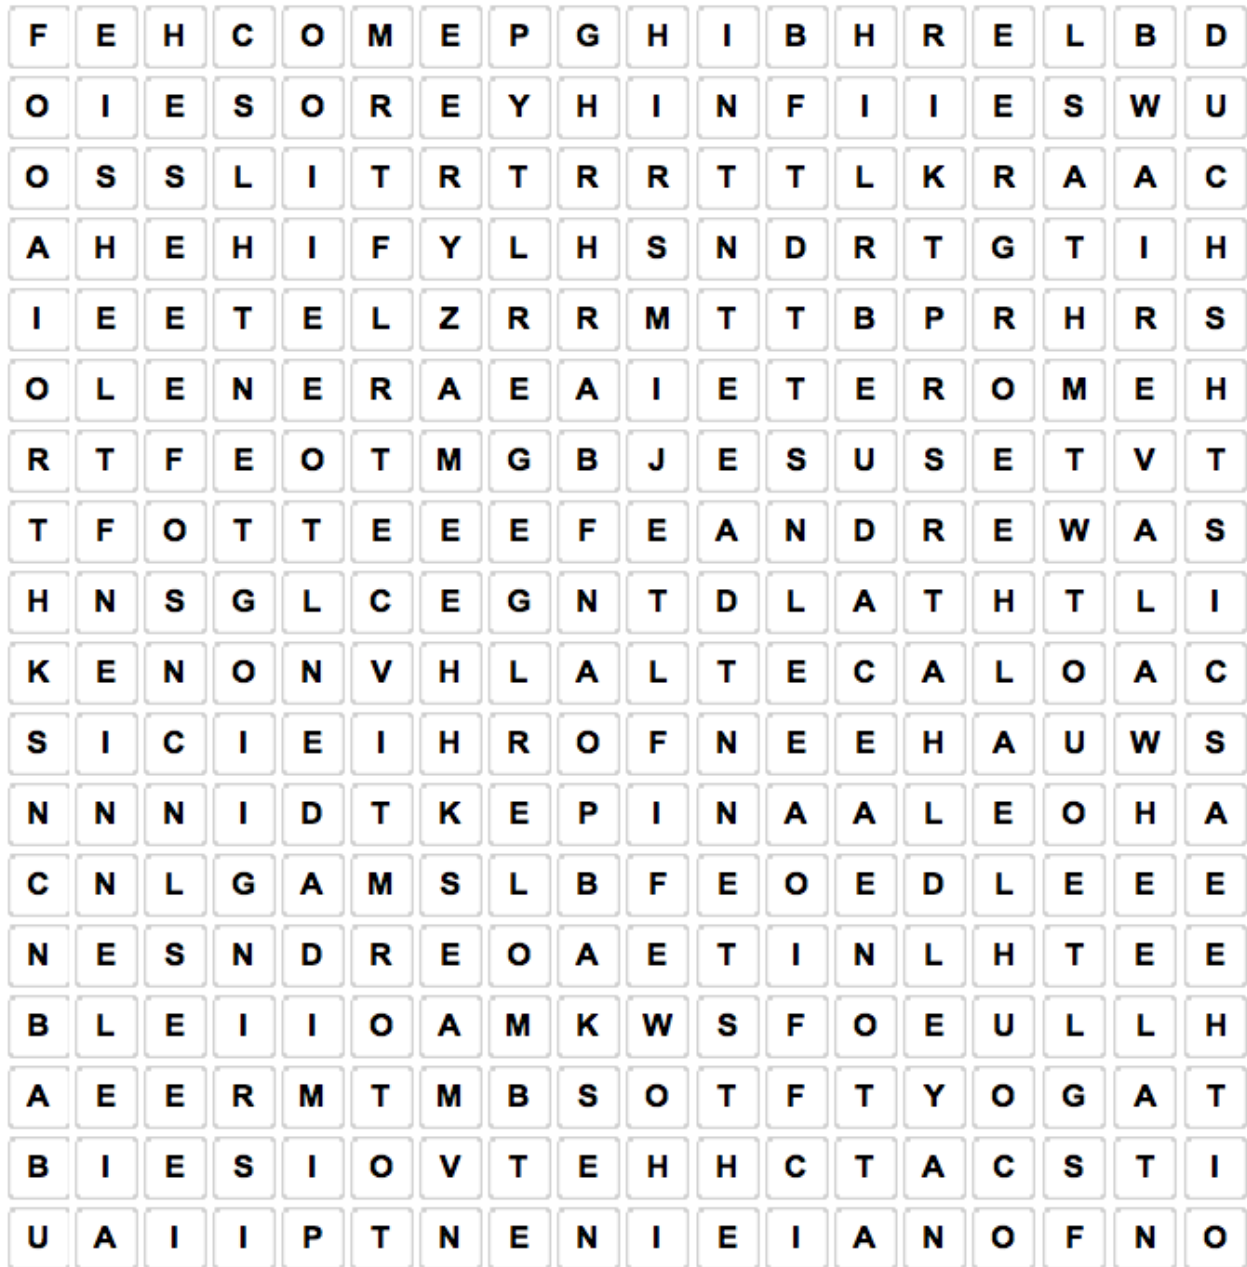 F E H C O M E P G H I B H R E L B D
O I E S O R E Y H I N F I I E S W U
O S S L I T R T R R T T L K R A A C
A H E H I F Y L H S N D R T G T I H
I E E T E L Z R R M T T B P R H R S
O L E N E R A E A I E T E R O M E H
R T F E O T M G B J E S U S E T V T
T F O T T E E E F E A N D R E W A S
H N S G L C E G N T D L A T H T L I
K E N O N V H L A L T E C A L O A C
S I C I E I H R O F N E E H A U W S
N N N I D T K E P I N A A L E O H A
C N L G A M S L B F E O E D L E E E
N E S N D R E O A E T I N L H T E E
B L E I I O A M K W S F O E U L L H
A E E R M T M B S O T F T Y O G A T
B I E S I O V T E H H C T A C S T I
U A I I P T N E N I E I A N O F N O